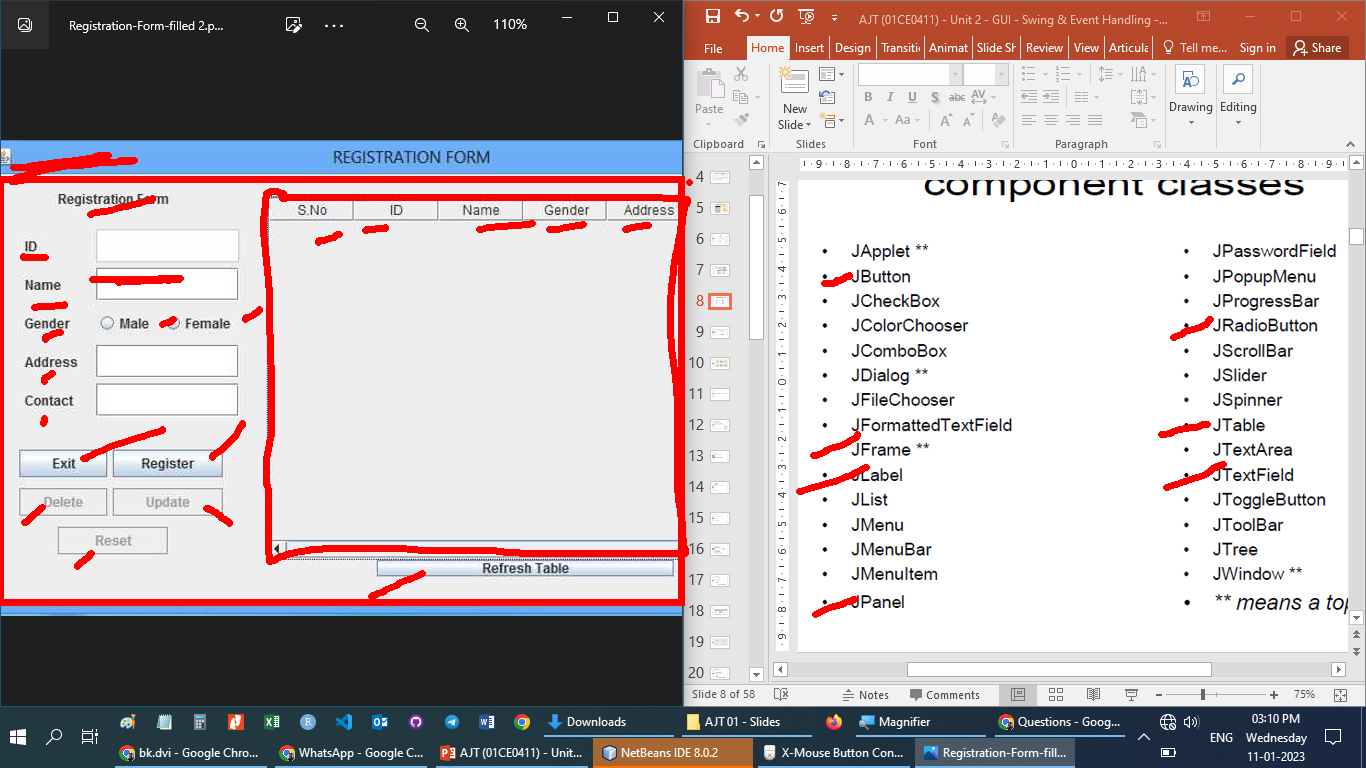 Registration-Form-filled 2.p...
110%
REGISTRATION FORM
Registration Form
ID
Name
Gender
Male
Female
Address
Contact
Exit
Register
Delete
Update
Reset
S.No
ID
Name
Gender
Address
Refresh Table
AJT (01CE0411) - Unit 2 - GUI - Swing & Event Handling -...
File
Home
Insert
Design
Transiti
Animat
Slide Sh
Review
View
Articula
Tell me...
Sign in
Share
Paste
New
Slide
B I U S abc AV
A Aa A A
Drawing
Editing
Clipboard
Slides
Font
Paragraph
4
5
6
7
8
9
10
11
12
13
14
15
16
17
18
19
20
component classes
JApplet **
JButton
JCheckBox
JColorChooser
JComboBox
JDialog **
JFileChooser
JFormattedTextField
JFrame **
JLabel
JList
JMenu
JMenuBar
JMenuItem
JPanel
JPasswordField
JPopupMenu
JProgressBar
JRadioButton
JScrollBar
JSlider
JSpinner
JTable
JTextArea
JTextField
JToggleButton
JToolBar
JTree
JWindow **
** means a top
Slide 8 of 58
Notes
Comments
75%
Downloads
AJT 01 - Slides
Magnifier
Questions - Goog...
bk.dvi - Google Chro...
WhatsApp - Google C...
AJT (01CE0411) - Unit...
NetBeans IDE 8.0.2
X-Mouse Button Con...
Registration-Form-fill...
ENG
03:10 PM
Wednesday
11-01-2023